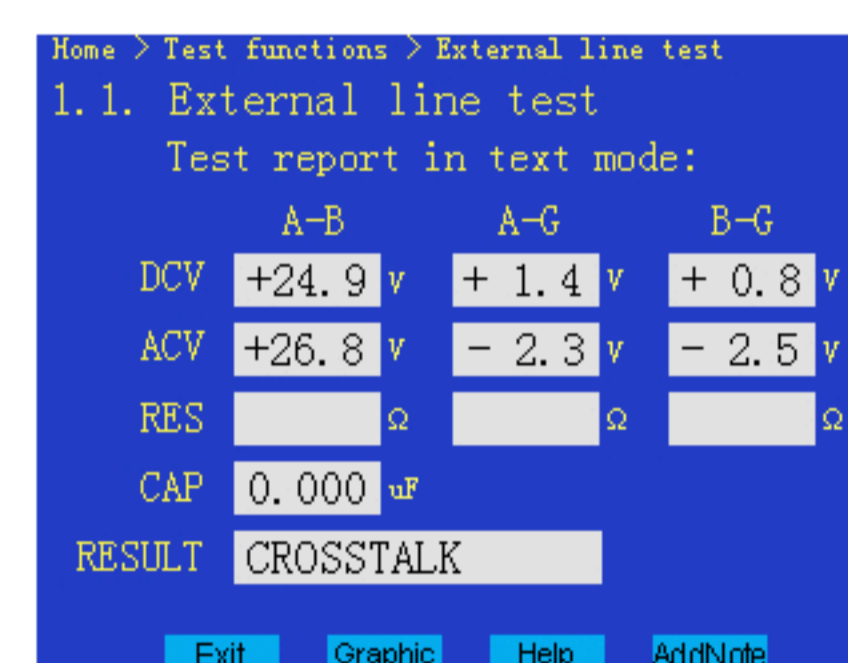 Home > Test functions > External line test
1.1. External line test
Test report in text mode:
A-B A-G B-G
DCV +24.9 V + 1.4 V + 0.8 V
ACV +26.8 V - 2.3 V - 2.5 V
RES Ω Ω Ω
CAP 0.000 uF
RESULT CROSSTALK
Exit Graphic Help AddNote